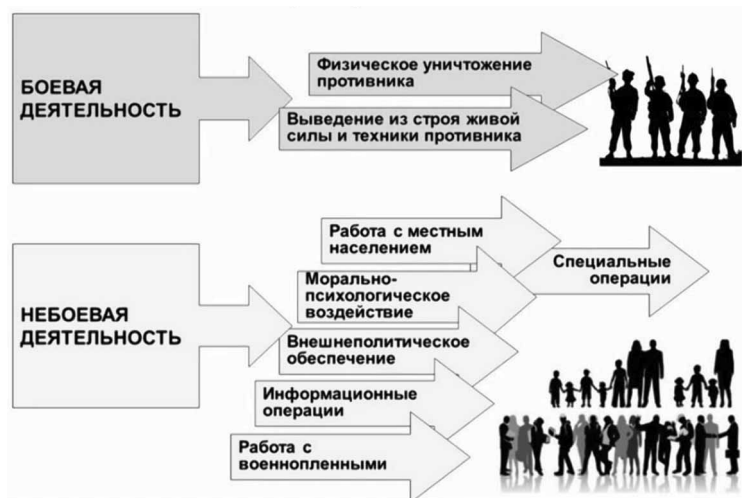 БОЕВАЯ
ДЕЯТЕЛЬНОСТЬ
Физическое уничтожение
противника
Выведение из строя живой
силы и техники противника
НЕБОЕВАЯ
ДЕЯТЕЛЬНОСТЬ
Работа с местным
населением
Морально-
психологическое
воздействие
Внешнеполитическое
обеспечение
Информационные
операции
Работа с
военнопленными
Специальные
операции